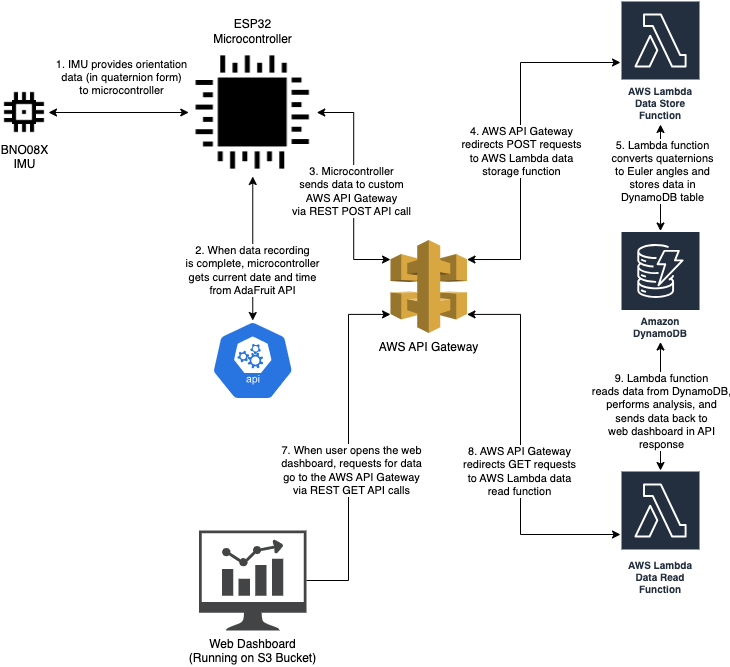 ESP32
Microcontroller
1. IMU provides orientation
data (in quaternion form)
to microcontroller
BNO08X
IMU
3. Microcontroller
sends data to custom
AWS API Gateway
via REST POST API call
2. When data recording
is complete, microcontroller
gets current date and time
from AdaFruit API
api
AWS API Gateway
4. AWS API Gateway
redirects POST requests
to AWS Lambda data
storage function
AWS Lambda
Data Store
Function
5. Lambda function
converts quaternions
to Euler angles and
stores data in
DynamoDB table
Amazon
DynamoDB
9. Lambda function
reads data from DynamoDB,
performs analysis, and
sends data back to
web dashboard in API
response
7. When user opens the web
dashboard, requests for data
go to the AWS API Gateway
via REST GET API calls
8. AWS API Gateway
redirects GET requests
to AWS Lambda data
read function
AWS Lambda
Data Read
Function
Web Dashboard
(Running on S3 Bucket)